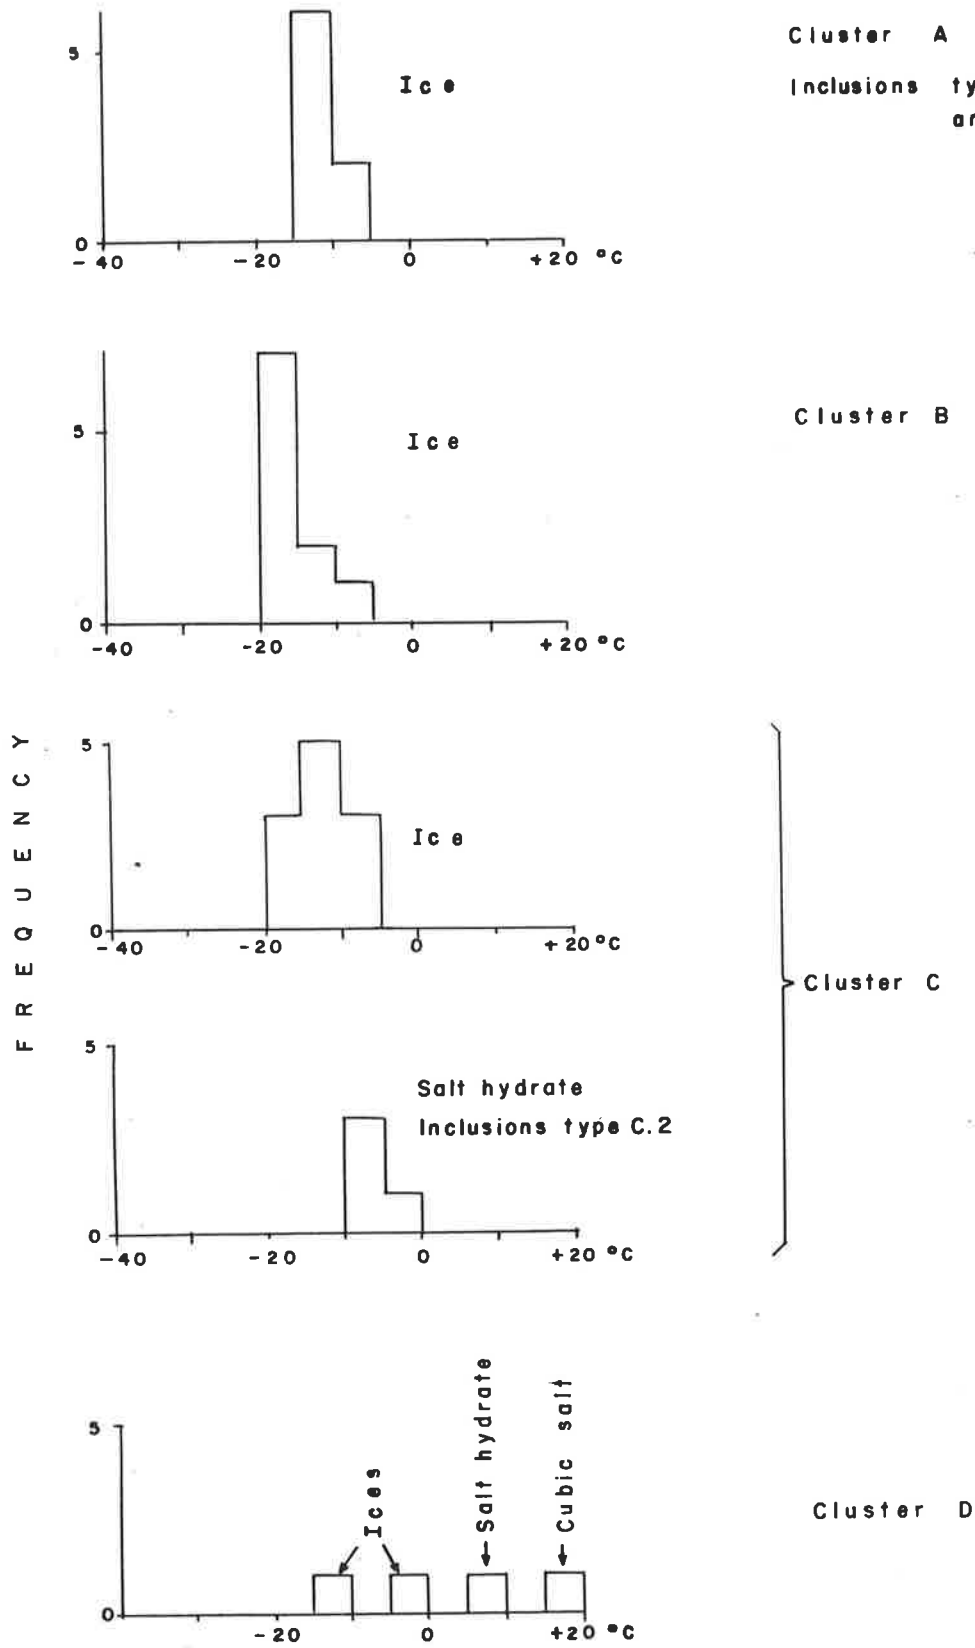 5
Ice
Cluster A
Inclusions
0
-40 -20 0 +20 °C
5
Ice
Cluster B
0
-40 -20 0 +20 °C
FREQUENCY
5
Ice
0
-40 -20 0 +20 °C
Cluster C
5
Salt hydrate
Inclusions type C.2
0
-40 -20 0 +20 °C
5
Ices
Salt hydrate
Cubic salt
Cluster D
0
-20 0 +20 °C